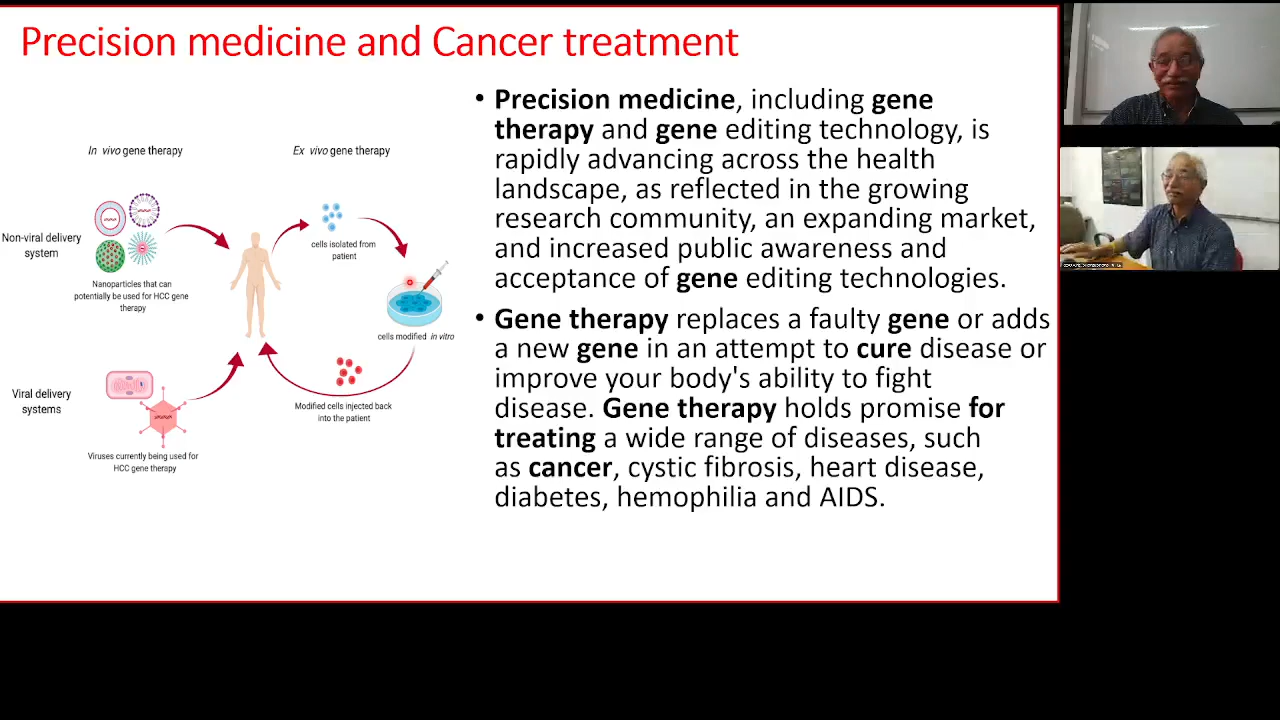 Precision medicine and Cancer treatment
In vivo gene therapy
Ex vivo gene therapy
Non-viral delivery
system
Nanoparticles that can
potentially be used for HCC gene
therapy
cells isolated from
patient
cells modified in vitro
Modified cells injected back
into the patient
Viral delivery
systems
Viruses currently being used for
HCC gene therapy
• Precision medicine, including gene
therapy and gene editing technology, is
rapidly advancing across the health
landscape, as reflected in the growing
research community, an expanding market,
and increased public awareness and
acceptance of gene editing technologies.
• Gene therapy replaces a faulty gene or adds
a new gene in an attempt to cure disease or
improve your body's ability to fight
disease. Gene therapy holds promise for
treating a wide range of diseases, such
as cancer, cystic fibrosis, heart disease,
diabetes, hemophilia and AIDS.